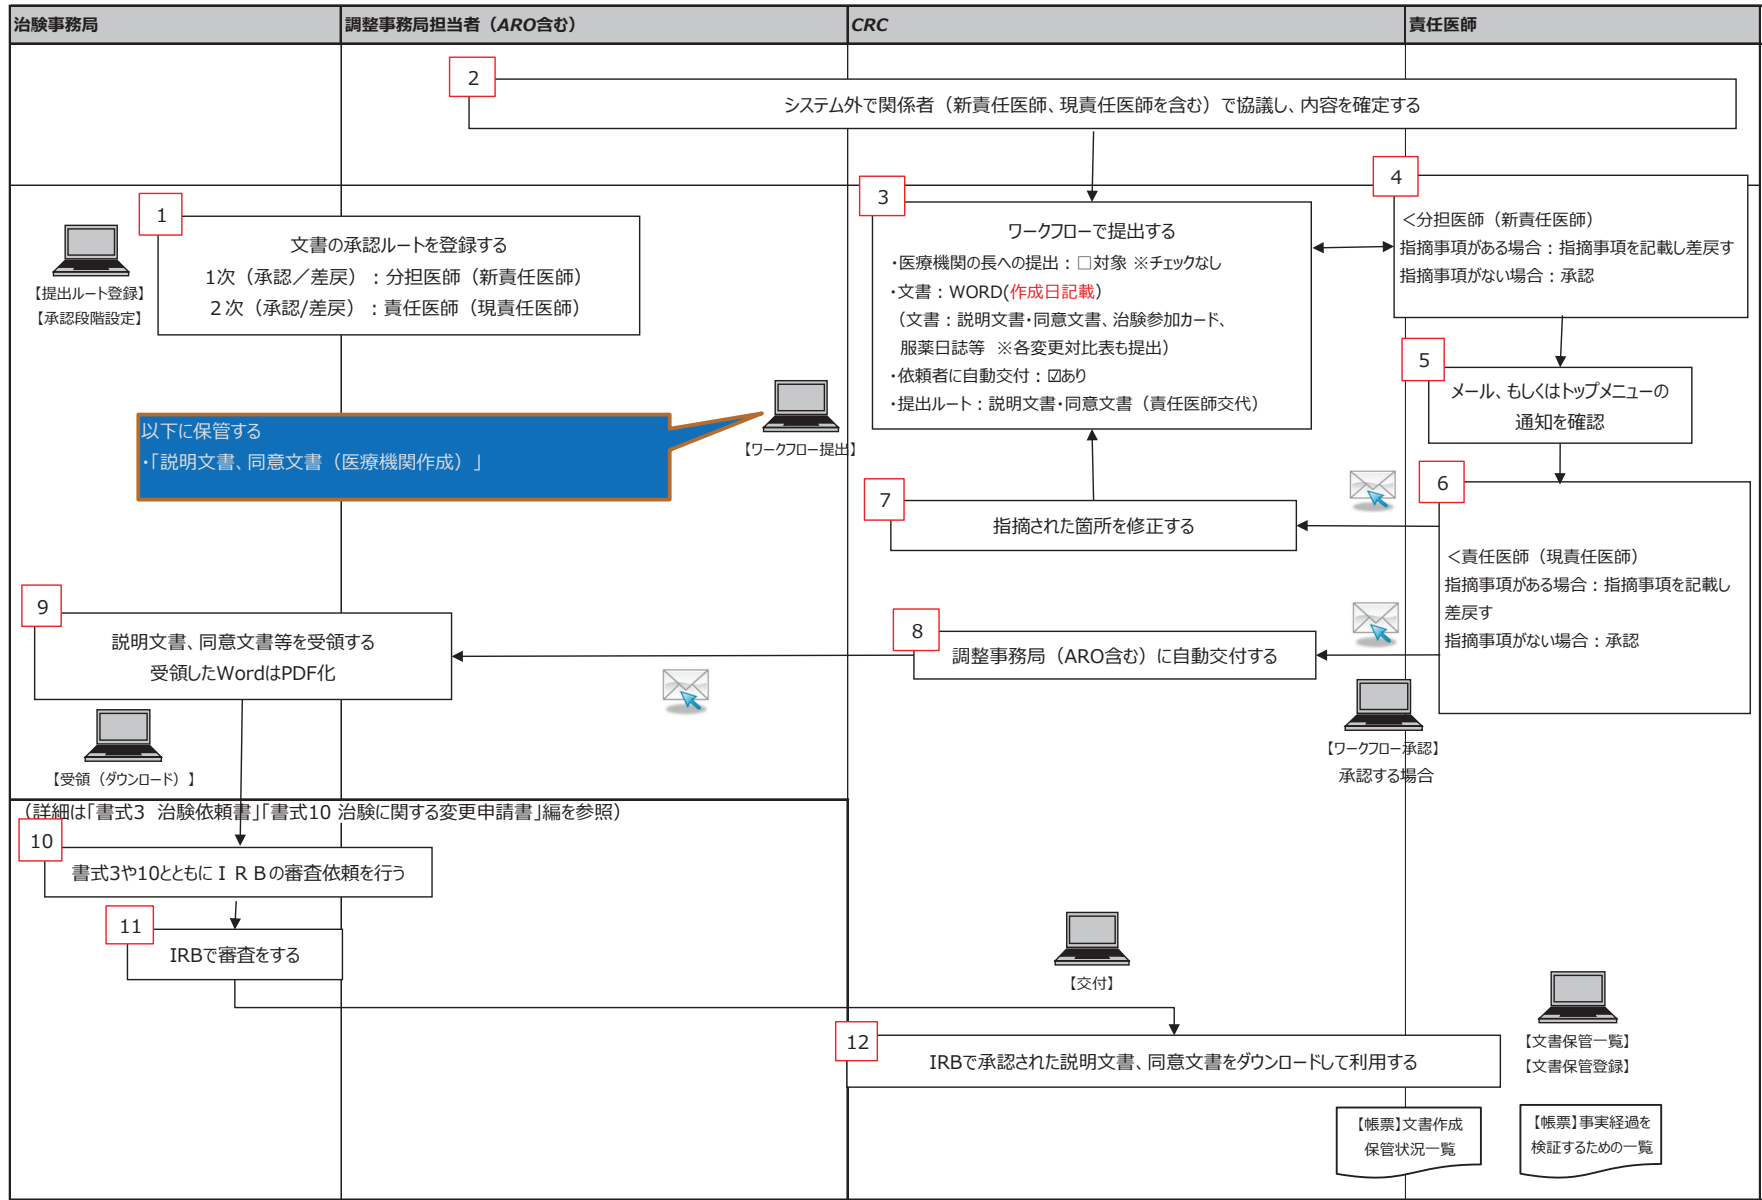 治験事務局
調整事務局担当者（ARO含む）
CRC
責任医師
2
システム外で関係者（新責任医師、現責任医師を含む）で協議し、内容を確定する
1
文書の承認ルートを登録する
1次（承認／差戻）：分担医師（新責任医師）
２次（承認/差戻）：責任医師（現責任医師）
【提出ルート登録】
【承認段階設定】
3
ワークフローで提出する
・医療機関の長への提出：□対象 ※チェックなし
・文書：WORD(作成日記載）
（文書：説明文書・同意文書、治験参加カード、
服薬日誌等　※各変更対比表も提出）
・依頼者に自動交付：☑あり
・提出ルート：説明文書・同意文書（責任医師交代）
4
＜分担医師（新責任医師）
指摘事項がある場合：指摘事項を記載し差戻す
指摘事項がない場合：承認
5
メール、もしくはトップメニューの
通知を確認
以下に保管する
・「説明文書、同意文書（医療機関作成）」
【ワークフロー提出】
6
＜責任医師（現責任医師）
指摘事項がある場合：指摘事項を記載し
差戻す
指摘事項がない場合：承認
7
指摘された箇所を修正する
8
調整事務局（ARO含む）に自動交付する
【ワークフロー承認】
承認する場合
9
説明文書、同意文書等を受領する
受領したWordはPDF化
【受領（ダウンロード）】
（詳細は「書式3　治験依頼書」「書式10 治験に関する変更申請書」編を参照）
10
書式3や10とともにＩＲＢの審査依頼を行う
11
IRBで審査をする
【交付】
12
IRBで承認された説明文書、同意文書をダウンロードして利用する
【文書保管一覧】
【文書保管登録】
【帳票】文書作成
保管状況一覧
【帳票】事実経過を
検証するための一覧